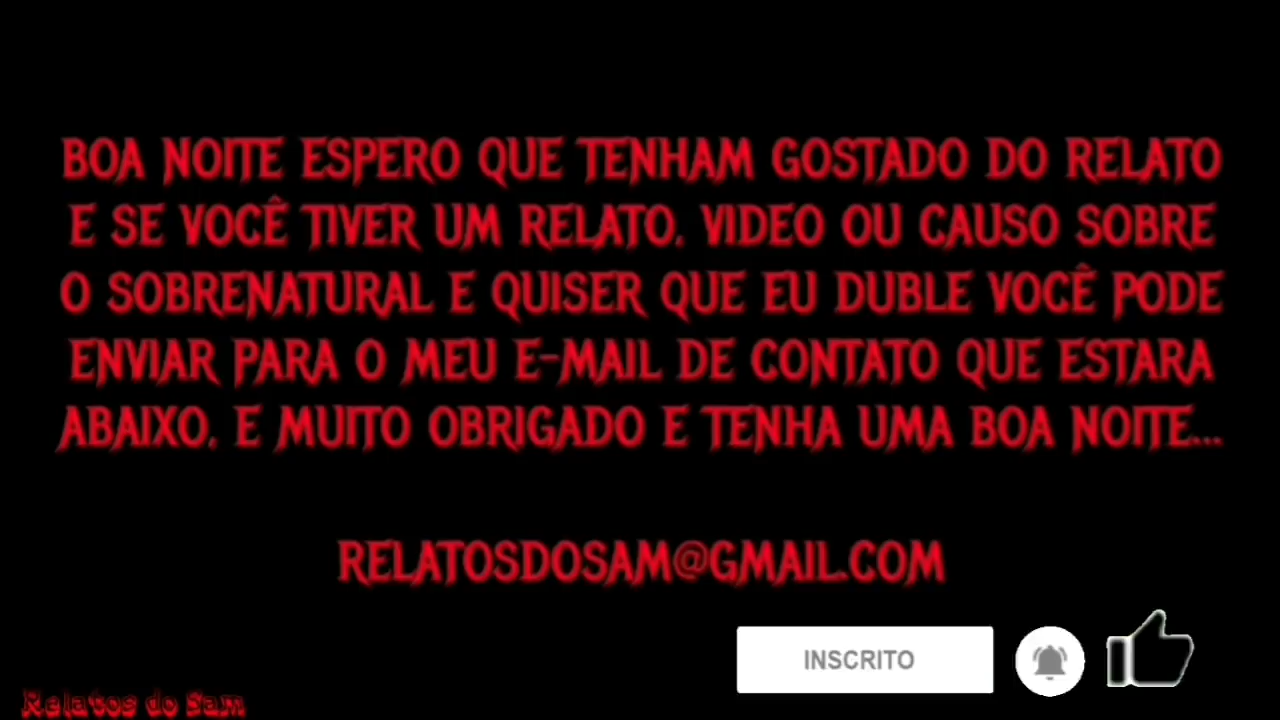 BOA NOITE ESPERO QUE TENHAM GOSTADO DO RELATO
E SE VOCÊ TIVER UM RELATO, VIDEO OU CAUSO SOBRE
O SOBRENATURAL E QUISER QUE EU DUBLE VOCÊ PODE
ENVIAR PARA O MEU E-MAIL DE CONTATO QUE ESTARA
ABAIXO, E MUITO OBRIGADO E TENHA UMA BOA NOITE...
RELATOSDOSAM@GMAIL.COM
INSCRITO
Relatos do Sam